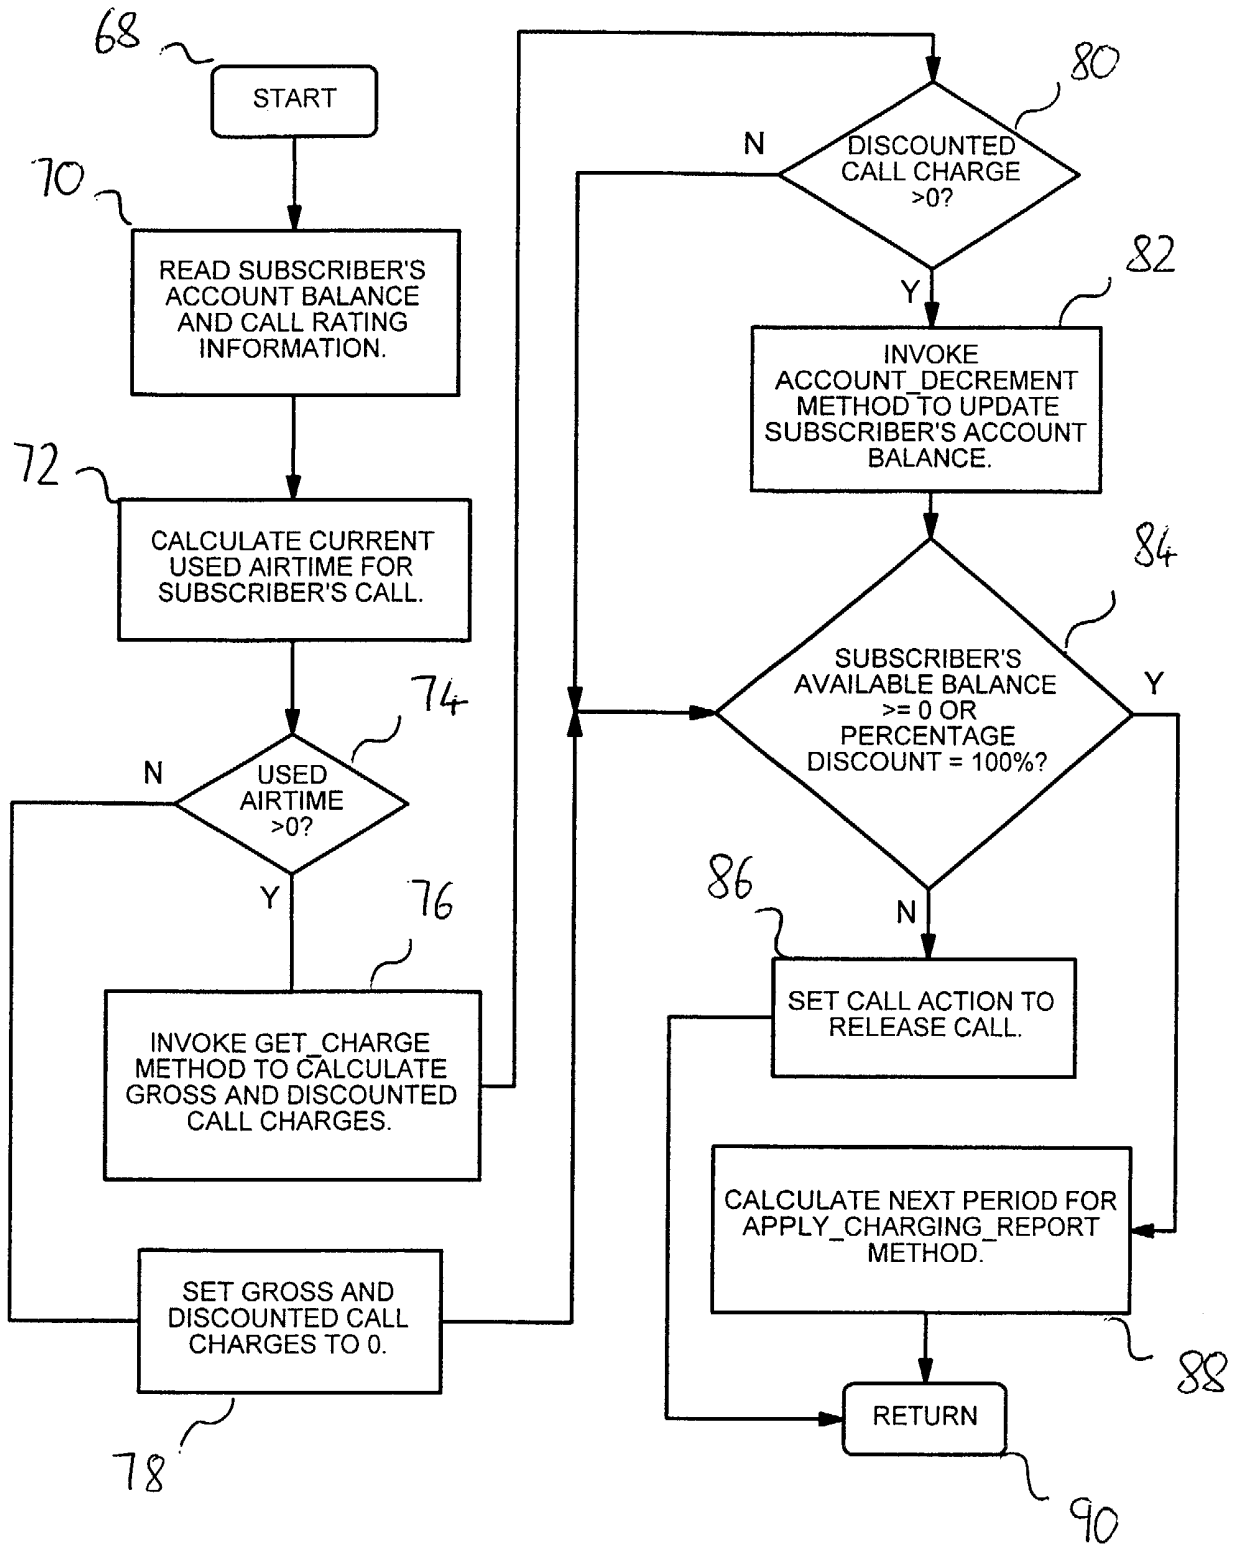 68
START
70
READ SUBSCRIBER'S
ACCOUNT BALANCE
AND CALL RATING
INFORMATION.
72
CALCULATE CURRENT
USED AIRTIME FOR
SUBSCRIBER'S CALL.
74
N
USED
AIRTIME
>0?
Y
76
INVOKE GET_CHARGE
METHOD TO CALCULATE
GROSS AND DISCOUNTED
CALL CHARGES.
SET GROSS AND
DISCOUNTED CALL
CHARGES TO 0.
78
80
N
DISCOUNTED
CALL CHARGE
>0?
Y
82
INVOKE
ACCOUNT_DECREMENT
METHOD TO UPDATE
SUBSCRIBER'S ACCOUNT
BALANCE.
84
SUBSCRIBER'S
AVAILABLE BALANCE
>= 0 OR
PERCENTAGE
DISCOUNT = 100%?
Y
86
N
SET CALL ACTION TO
RELEASE CALL.
CALCULATE NEXT PERIOD FOR
APPLY_CHARGING_REPORT
METHOD.
88
RETURN
90